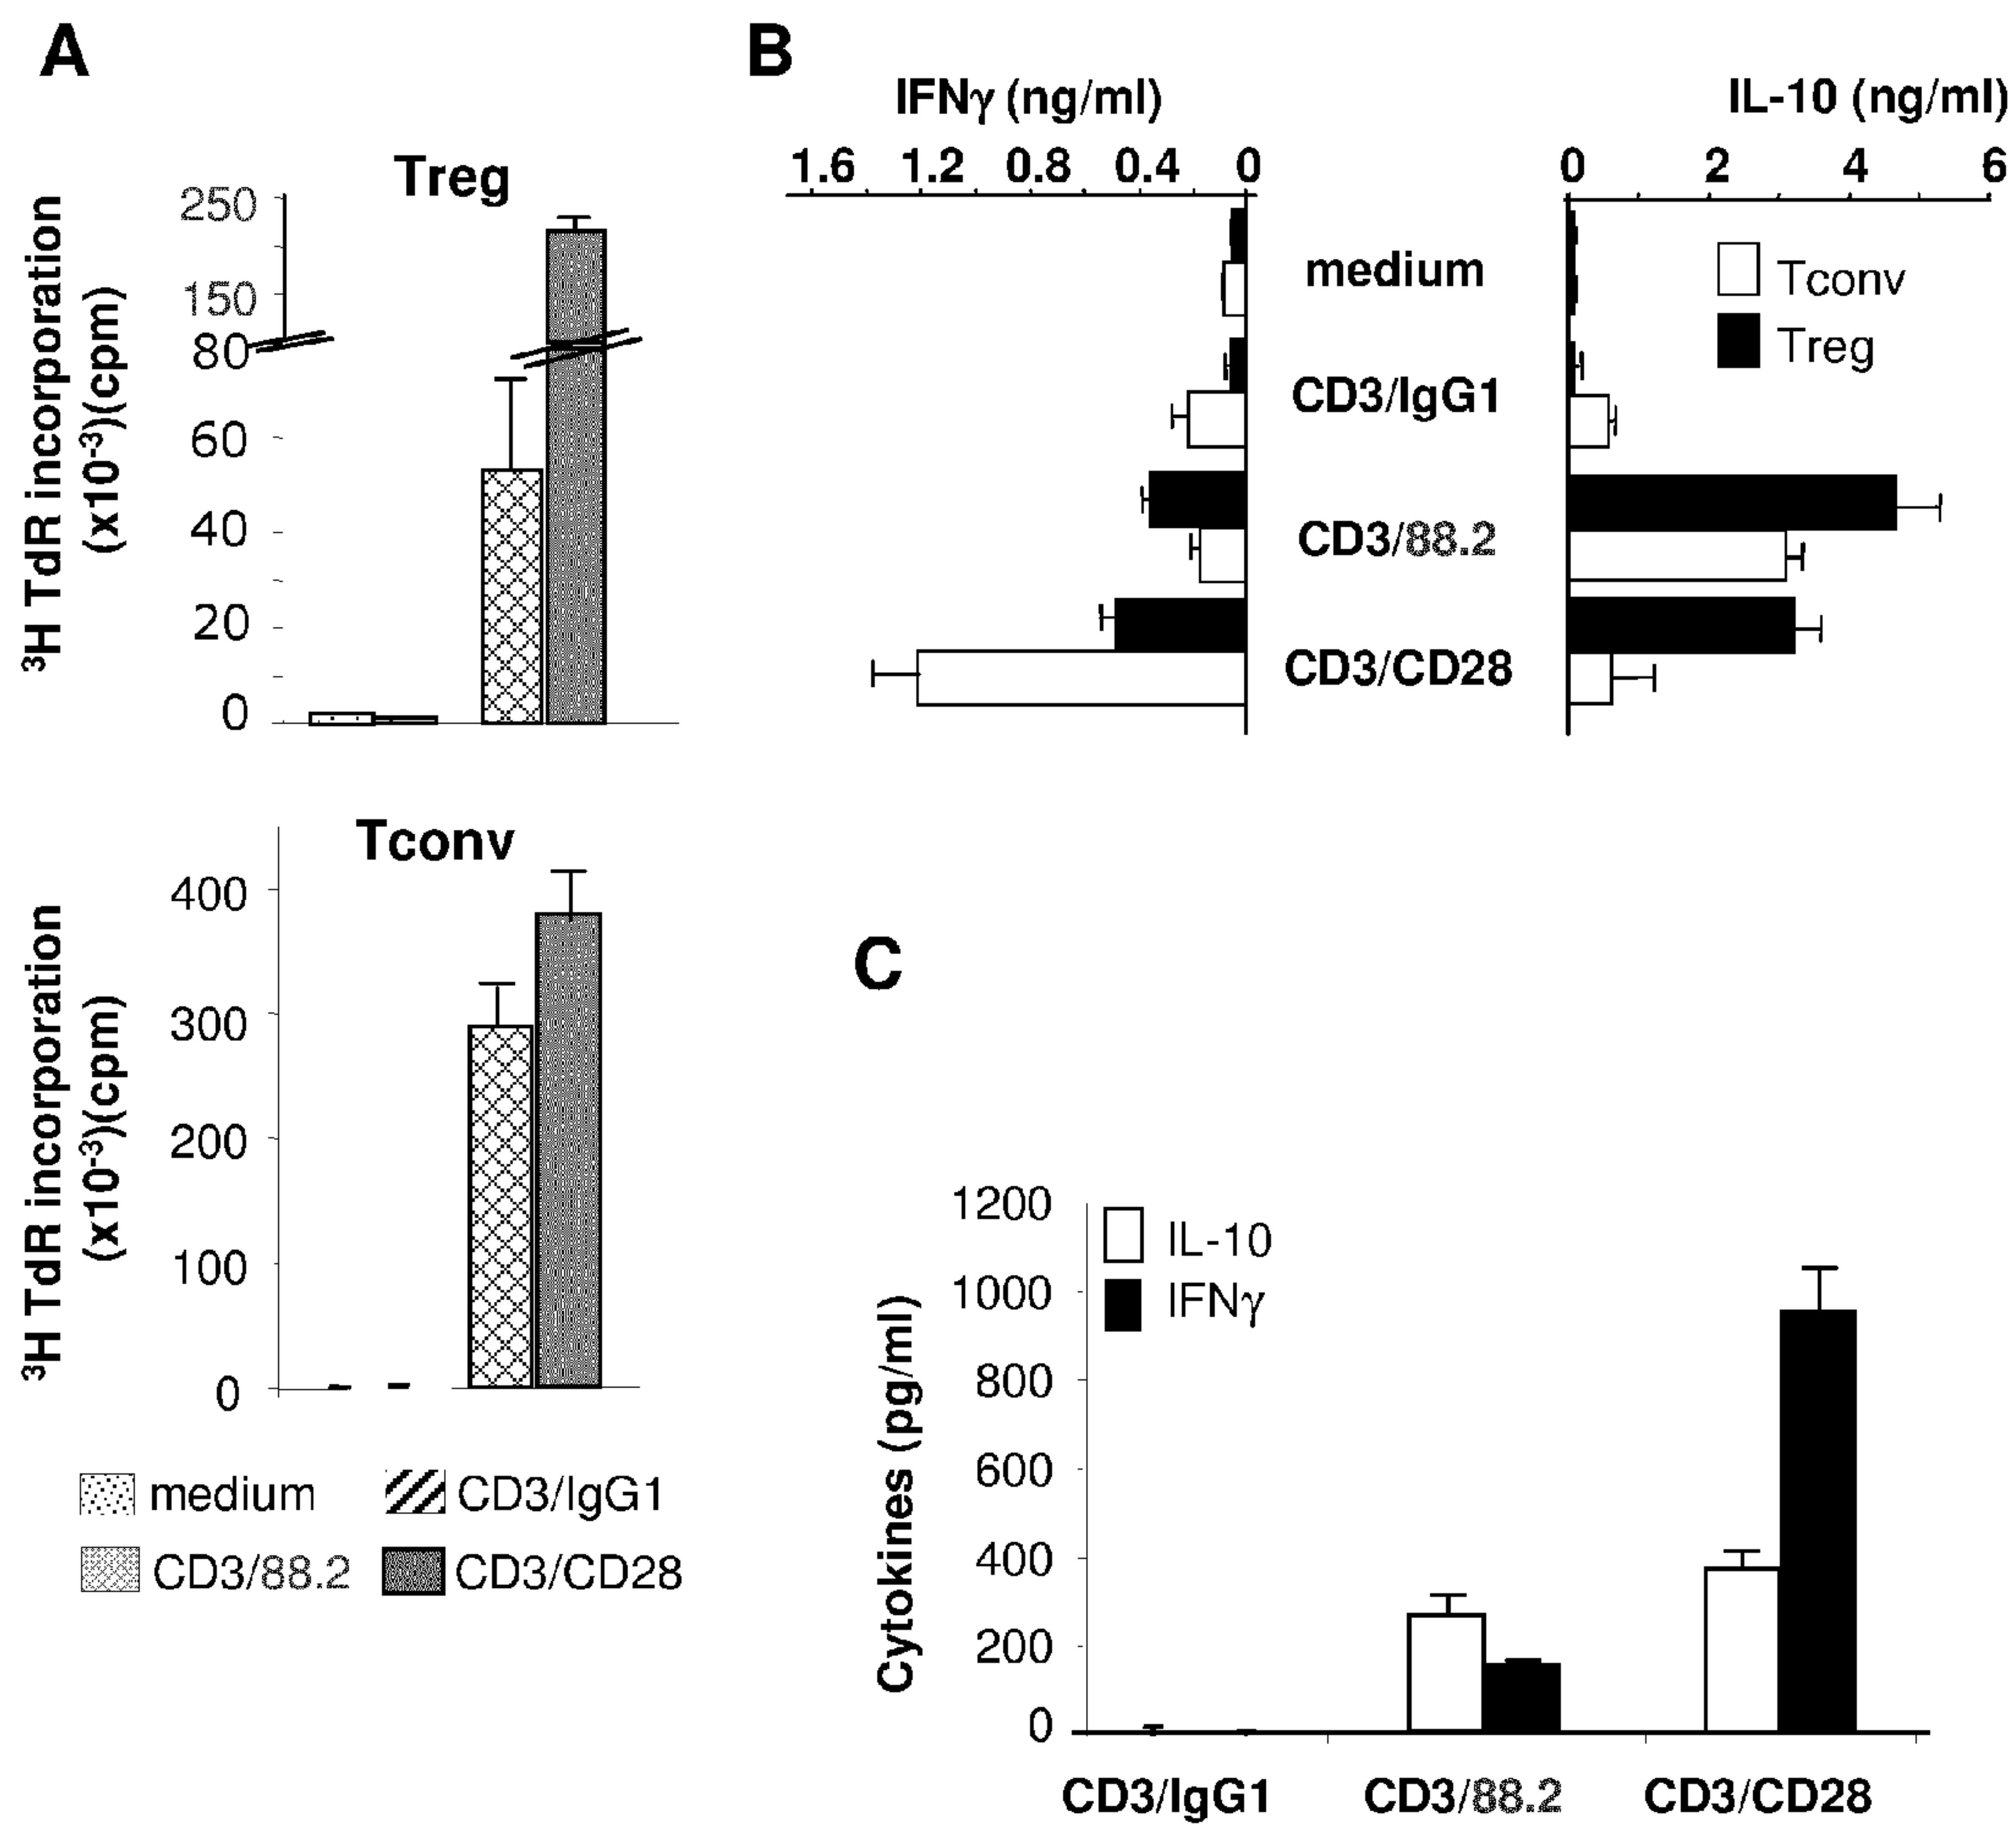 A
Treg
³H TdR incorporation
(x10⁻³)(cpm)
250
150
80
60
40
20
0
Tconv
³H TdR incorporation
(x10⁻³)(cpm)
400
300
200
100
0
medium
CD3/IgG1
CD3/88.2
CD3/CD28
B
IFNγ (ng/ml)
IL-10 (ng/ml)
1.6 1.2 0.8 0.4 0
0 2 4 6
medium
CD3/IgG1
CD3/88.2
CD3/CD28
Tconv
Treg
C
Cytokines (pg/ml)
1200
1000
800
600
400
200
0
IL-10
IFNγ
CD3/IgG1 CD3/88.2 CD3/CD28